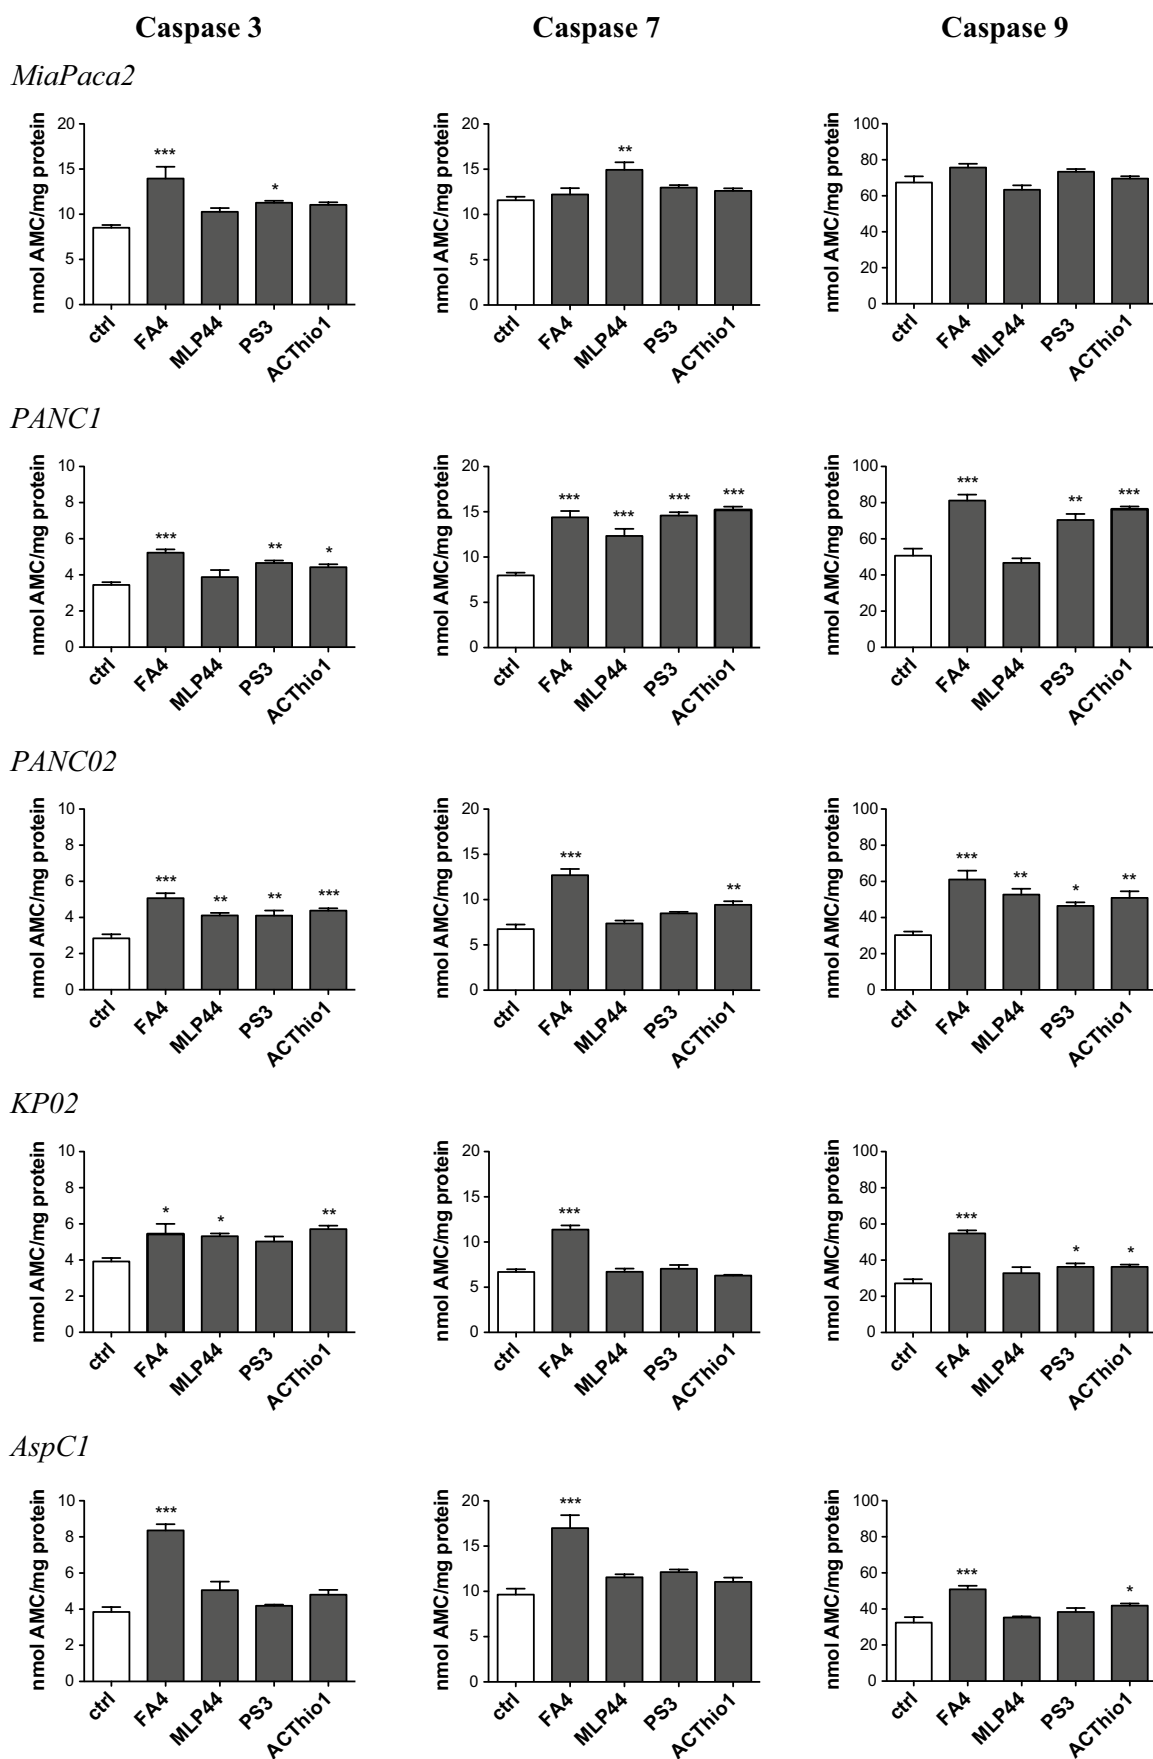 Caspase 3 Caspase 7 Caspase 9
MiaPaca2
nmol AMC/mg protein
20
15
10
5
0
***
*
ctrl FA4 MLP44 PS3 ACThio1
nmol AMC/mg protein
20
15
10
5
0
**
ctrl FA4 MLP44 PS3 ACThio1
nmol AMC/mg protein
100
80
60
40
20
0
ctrl FA4 MLP44 PS3 ACThio1
PANC1
nmol AMC/mg protein
10
8
6
4
2
0
*** ** *
ctrl FA4 MLP44 PS3 ACThio1
nmol AMC/mg protein
20
15
10
5
0
*** *** *** ***
ctrl FA4 MLP44 PS3 ACThio1
nmol AMC/mg protein
100
80
60
40
20
0
*** ** ***
ctrl FA4 MLP44 PS3 ACThio1
PANC02
nmol AMC/mg protein
10
8
6
4
2
0
*** ** ** ***
ctrl FA4 MLP44 PS3 ACThio1
nmol AMC/mg protein
20
15
10
5
0
*** **
ctrl FA4 MLP44 PS3 ACThio1
nmol AMC/mg protein
100
80
60
40
20
0
*** ** * **
ctrl FA4 MLP44 PS3 ACThio1
KP02
nmol AMC/mg protein
10
8
6
4
2
0
* * **
ctrl FA4 MLP44 PS3 ACThio1
nmol AMC/mg protein
20
15
10
5
0
***
ctrl FA4 MLP44 PS3 ACThio1
nmol AMC/mg protein
100
80
60
40
20
0
*** * *
ctrl FA4 MLP44 PS3 ACThio1
AspC1
nmol AMC/mg protein
10
8
6
4
2
0
***
ctrl FA4 MLP44 PS3 ACThio1
nmol AMC/mg protein
20
15
10
5
0
***
ctrl FA4 MLP44 PS3 ACThio1
nmol AMC/mg protein
100
80
60
40
20
0
*** *
ctrl FA4 MLP44 PS3 ACThio1